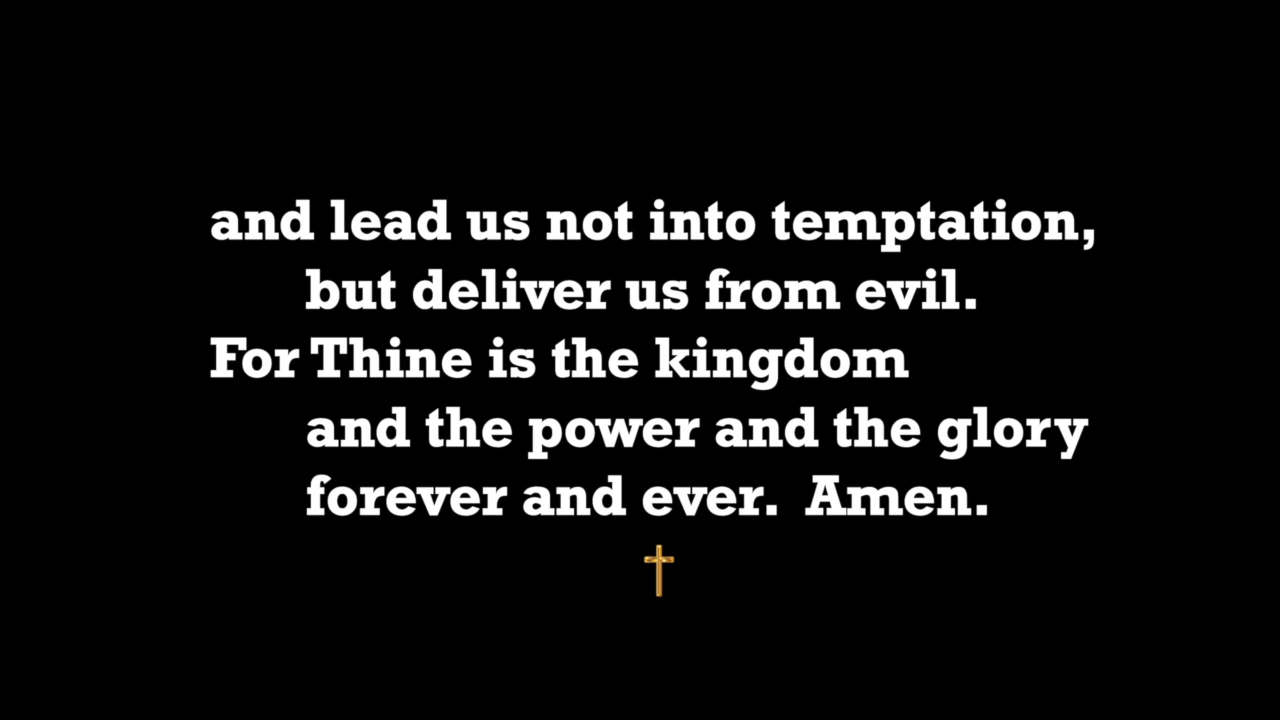 and lead us not into temptation,
but deliver us from evil.
For Thine is the kingdom
and the power and the glory
forever and ever.  Amen.